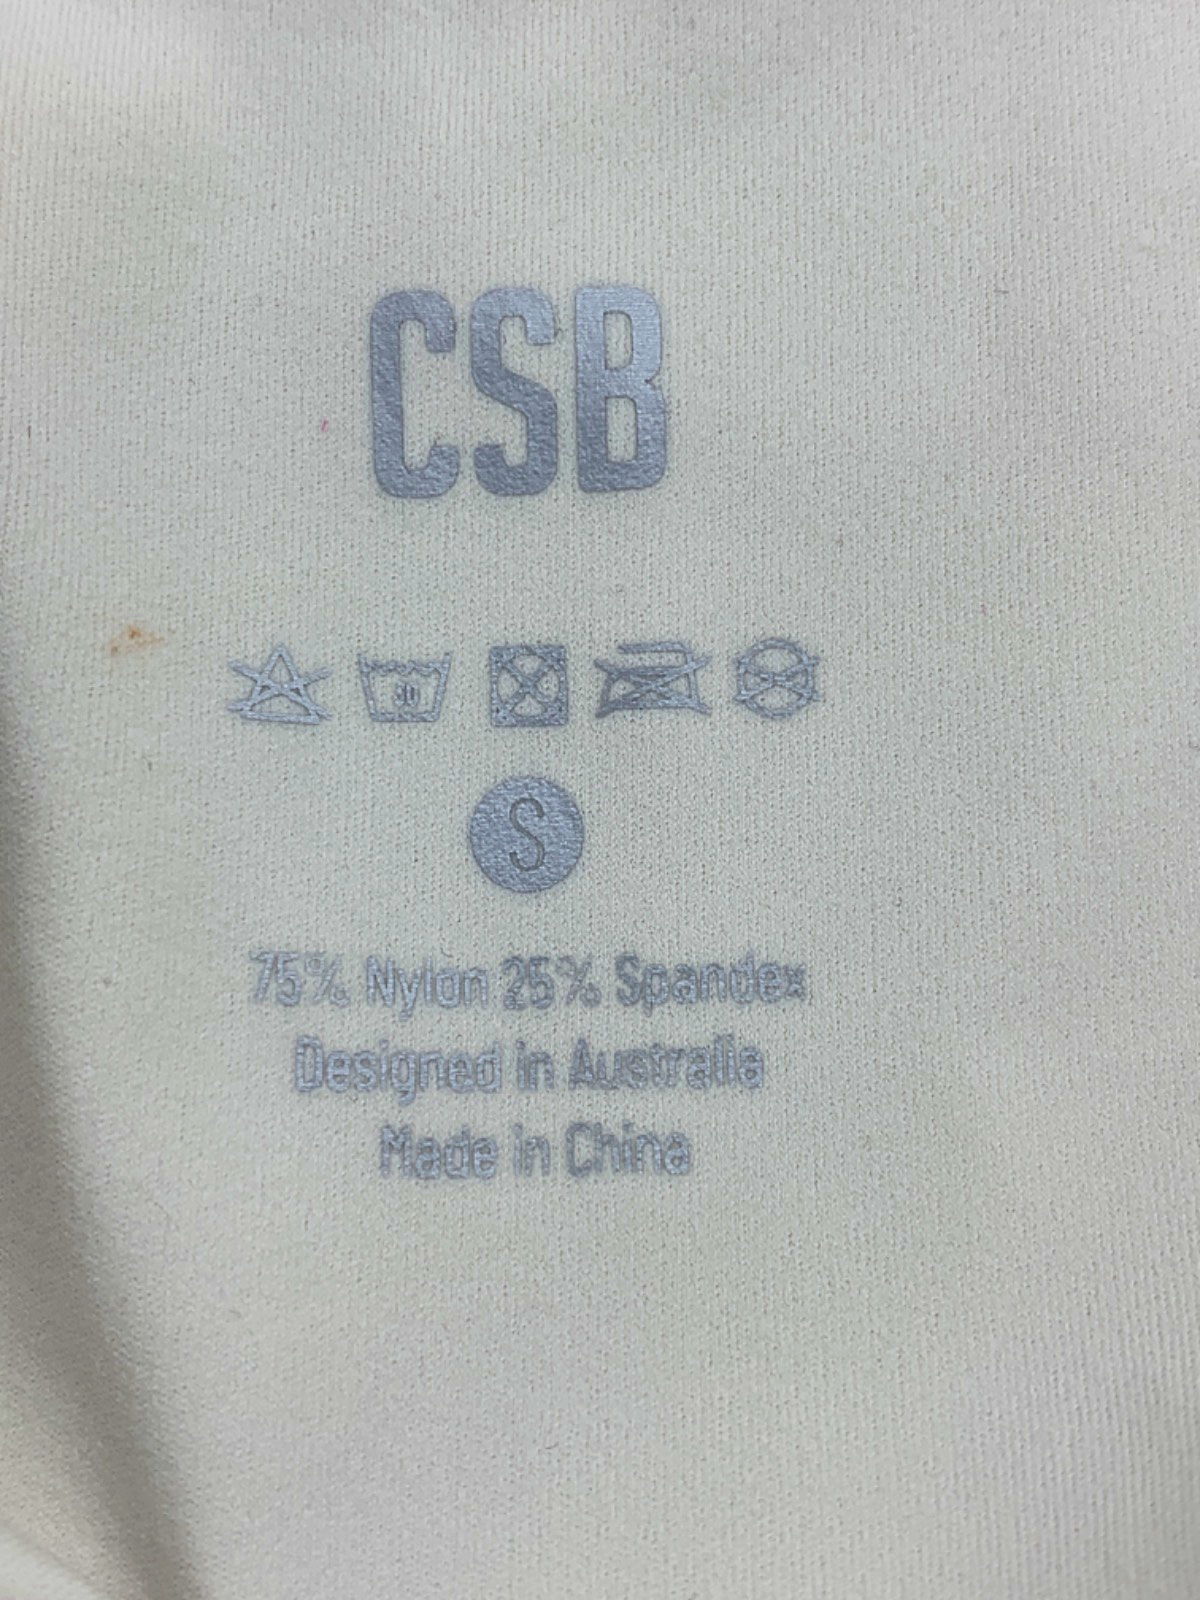 CSB
30
S
75% Nylon 25% Spandex
Designed in Australia
Made in China